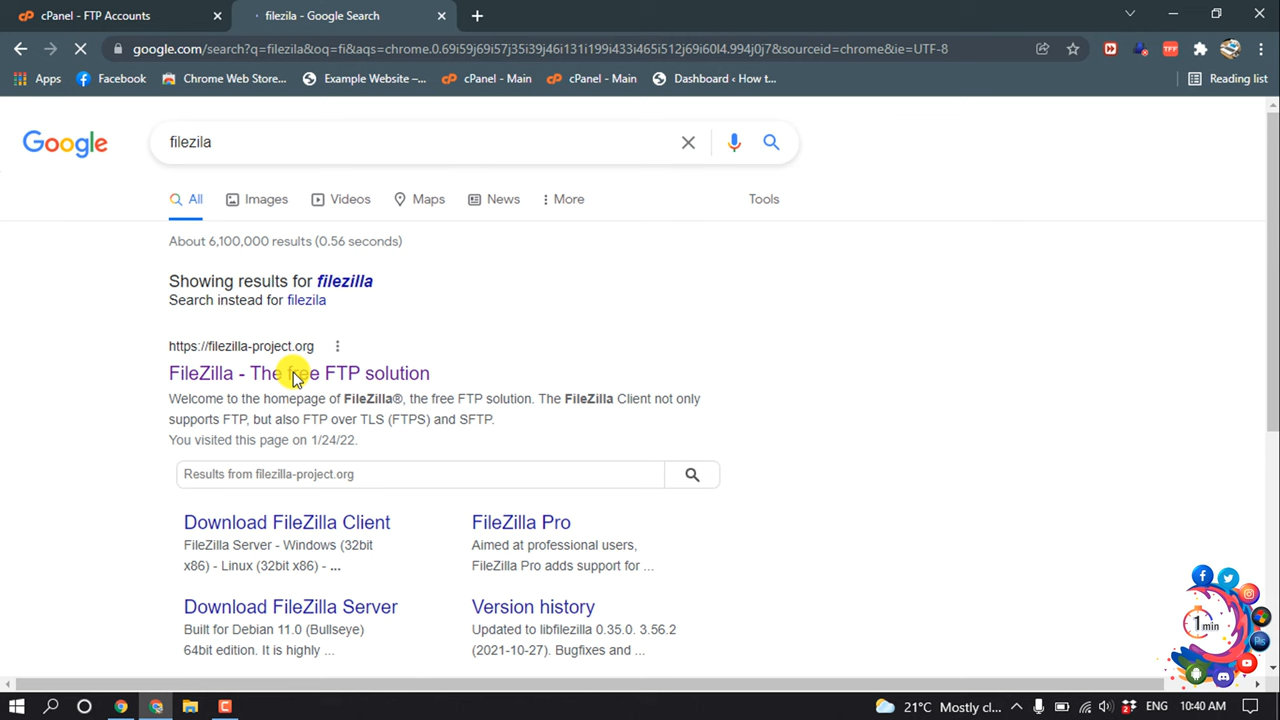 cPanel - FTP Accounts
filezila - Google Search
google.com/search?q=filezila&oq=fi&aqs=chrome.0.69i59j69i57j35i39j46i131i199i433i465i512j69i60l4.994j0j7&sourceid=chrome&ie=UTF-8
TFF
Apps
Facebook
Chrome Web Store...
Example Website –...
cPanel - Main
cPanel - Main
Dashboard ‹ How t...
Reading list
Google
filezila
All
Images
Videos
Maps
News
More
Tools
About 6,100,000 results (0.56 seconds)
Showing results for filezilla
Search instead for filezila
https://filezilla-project.org
FileZilla - The free FTP solution
Welcome to the homepage of FileZilla®, the free FTP solution. The FileZilla Client not only
supports FTP, but also FTP over TLS (FTPS) and SFTP.
You visited this page on 1/24/22.
Results from filezilla-project.org
Download FileZilla Client
FileZilla Server - Windows (32bit
x86) - Linux (32bit x86) - ...
FileZilla Pro
Aimed at professional users,
FileZilla Pro adds support for ...
Download FileZilla Server
Built for Debian 11.0 (Bullseye)
64bit edition. It is highly ...
Version history
Updated to libfilezilla 0.35.0. 3.56.2
(2021-10-27). Bugfixes and ...
1 min
Ps
21°C Mostly cl...
ENG
10:40 AM